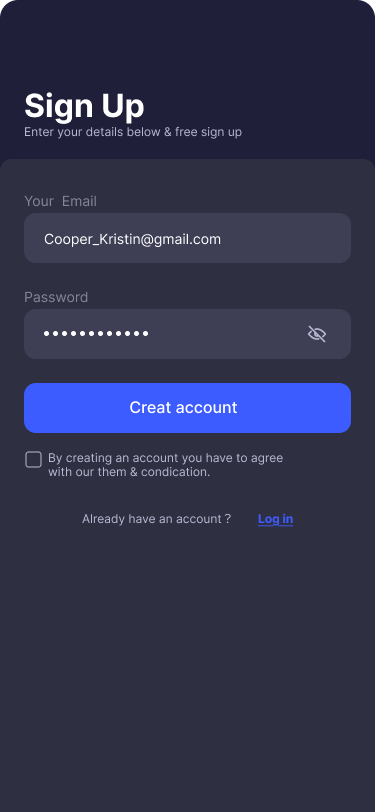 Sign Up
Enter your details below & free sign up
Your Email
Cooper_Kristin@gmail.com
Password
••••••••••••
Creat account
By creating an account you have to agree
with our them & condication.
Already have an account ? Log in